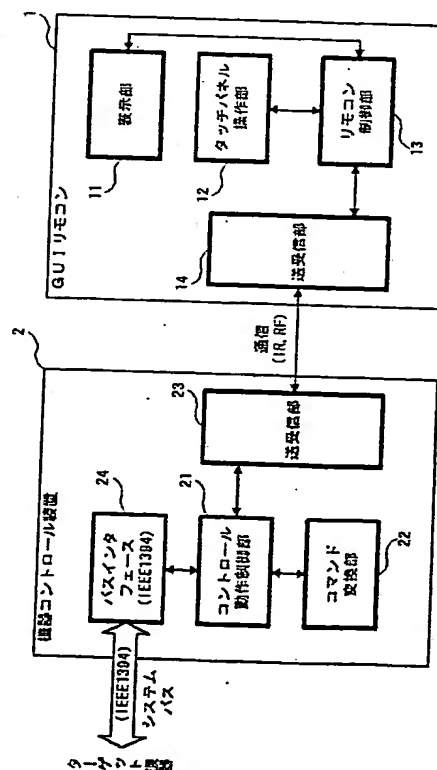 1
GUIリモコン
11
表示部
12
タッチパネル
操作部
リモコン
制御部
13
14
送受信部
通信
(IR, RF)
2
機器コントロール装置
23
送受信部
24
バスインタ
フェース
(IEEE1394)
21
コントロール
動作制御部
コマンド
変換部
22
(IEEE1394)
システム
バス
ターゲット機器